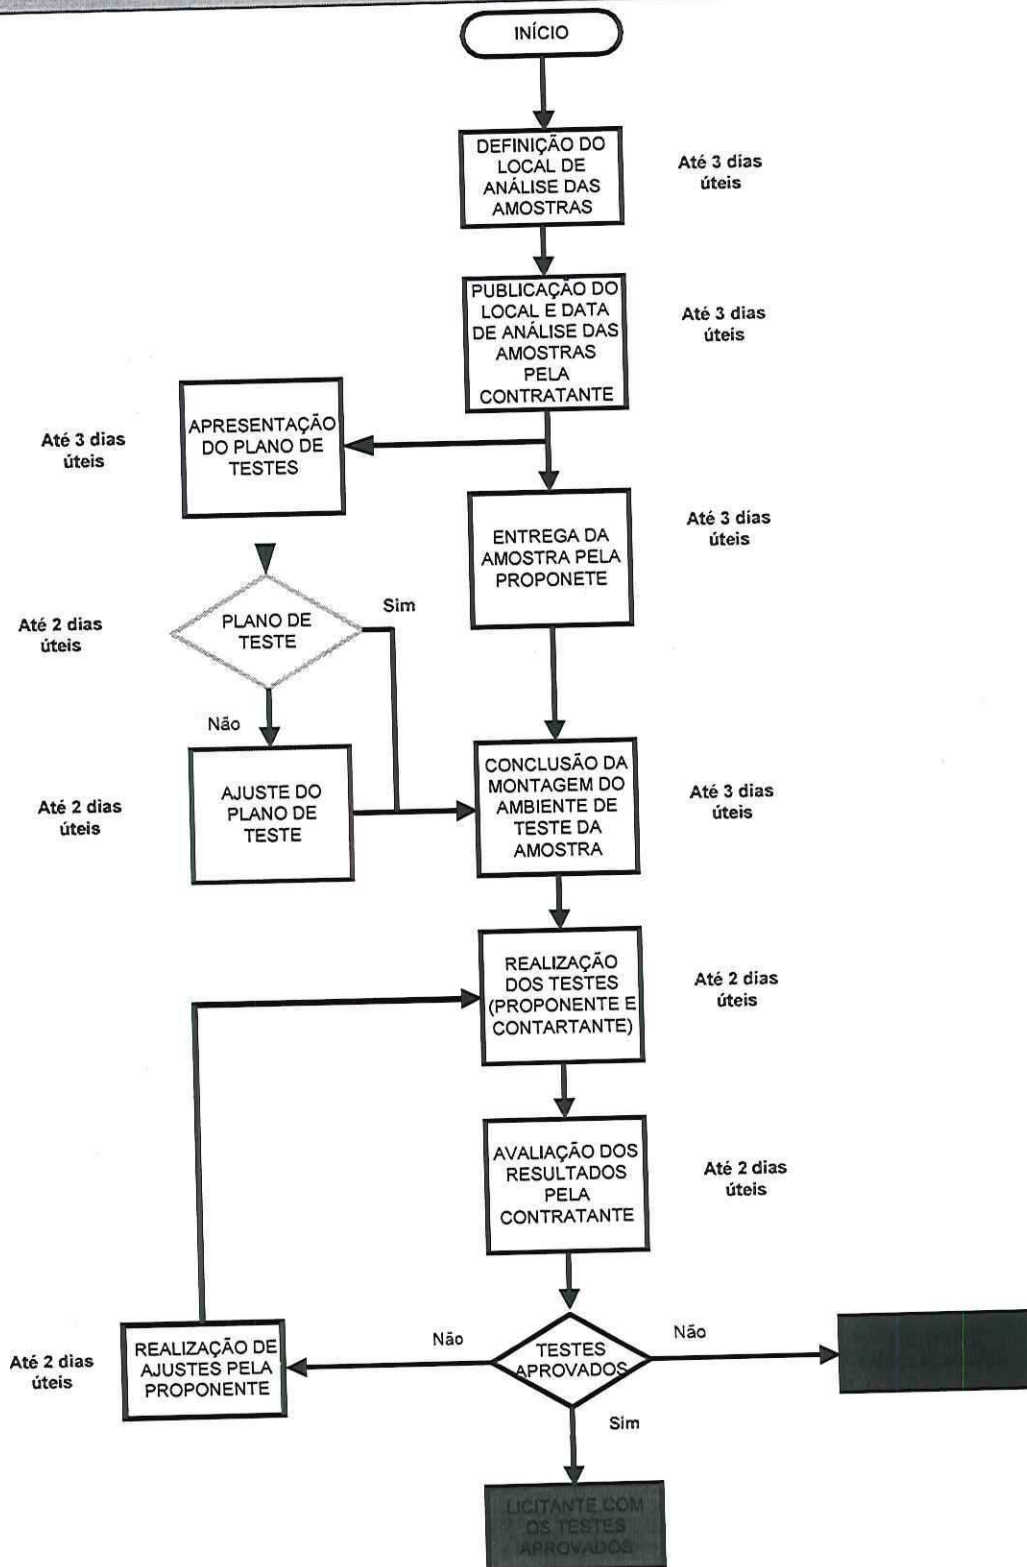 INÍCIO
DEFINIÇÃO DO
LOCAL DE
ANÁLISE DAS
AMOSTRAS
Até 3 dias
úteis
PUBLICAÇÃO DO
LOCAL E DATA
DE ANÁLISE DAS
AMOSTRAS
PELA
CONTRATANTE
Até 3 dias
úteis
Até 3 dias
úteis
APRESENTAÇÃO
DO PLANO DE
TESTES
ENTREGA DA
AMOSTRA PELA
PROPONETE
Até 3 dias
úteis
Até 2 dias
úteis
PLANO DE
TESTE
Sim
Não
Até 2 dias
úteis
AJUSTE DO
PLANO DE
TESTE
CONCLUSÃO DA
MONTAGEM DO
AMBIENTE DE
TESTE DA
AMOSTRA
Até 3 dias
úteis
REALIZAÇÃO
DOS TESTES
(PROPONENTE E
CONTARTANTE)
Até 2 dias
úteis
AVALIAÇÃO DOS
RESULTADOS
PELA
CONTRATANTE
Até 2 dias
úteis
Até 2 dias
úteis
REALIZAÇÃO DE
AJUSTES PELA
PROPONENTE
Não
TESTES
APROVADOS
Não
Sim
LICITANTE COM
OS TESTES
APROVADOS